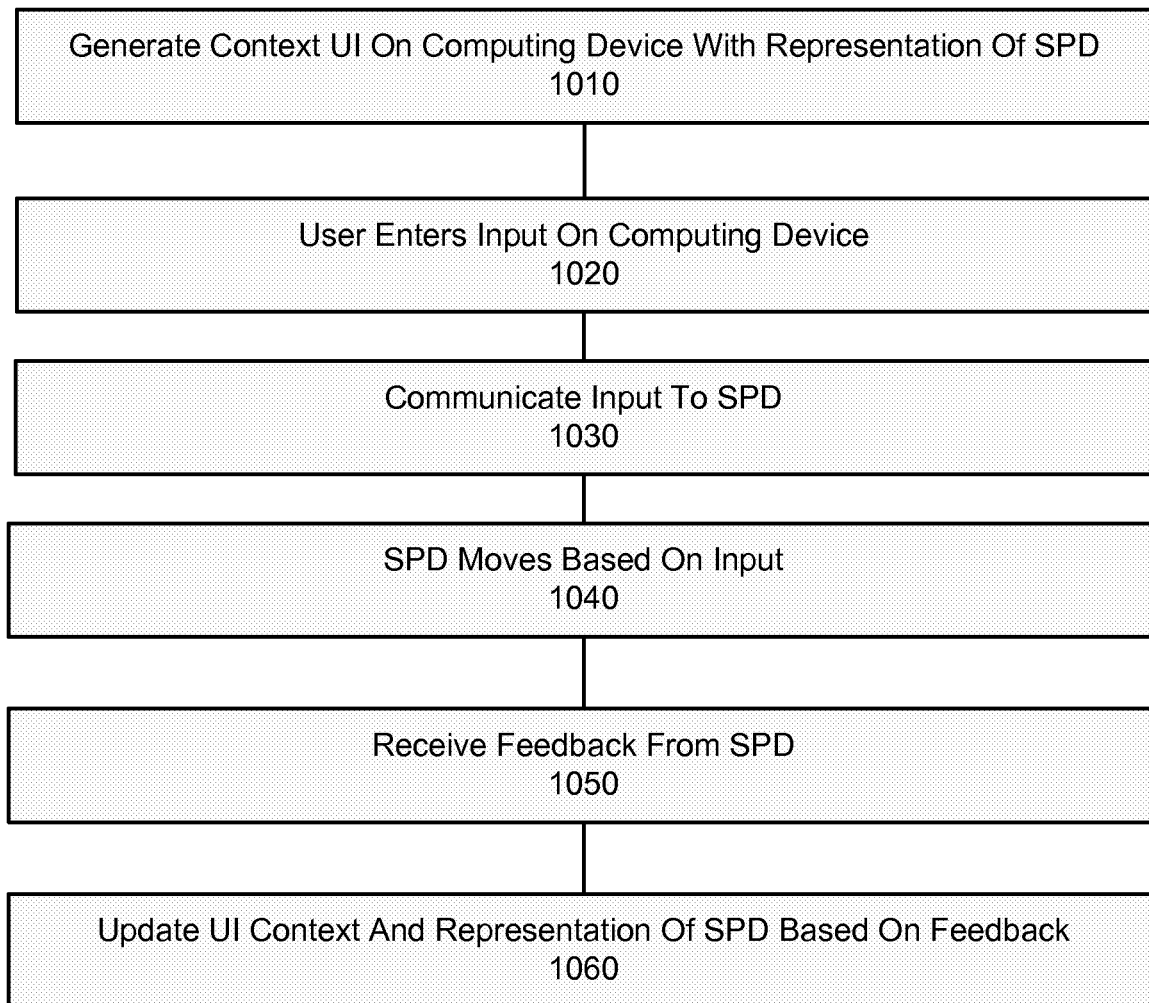 Generate Context UI On Computing Device With Representation Of SPD
1010
User Enters Input On Computing Device
1020
Communicate Input To SPD
1030
SPD Moves Based On Input
1040
Receive Feedback From SPD
1050
Update UI Context And Representation Of SPD Based On Feedback
1060